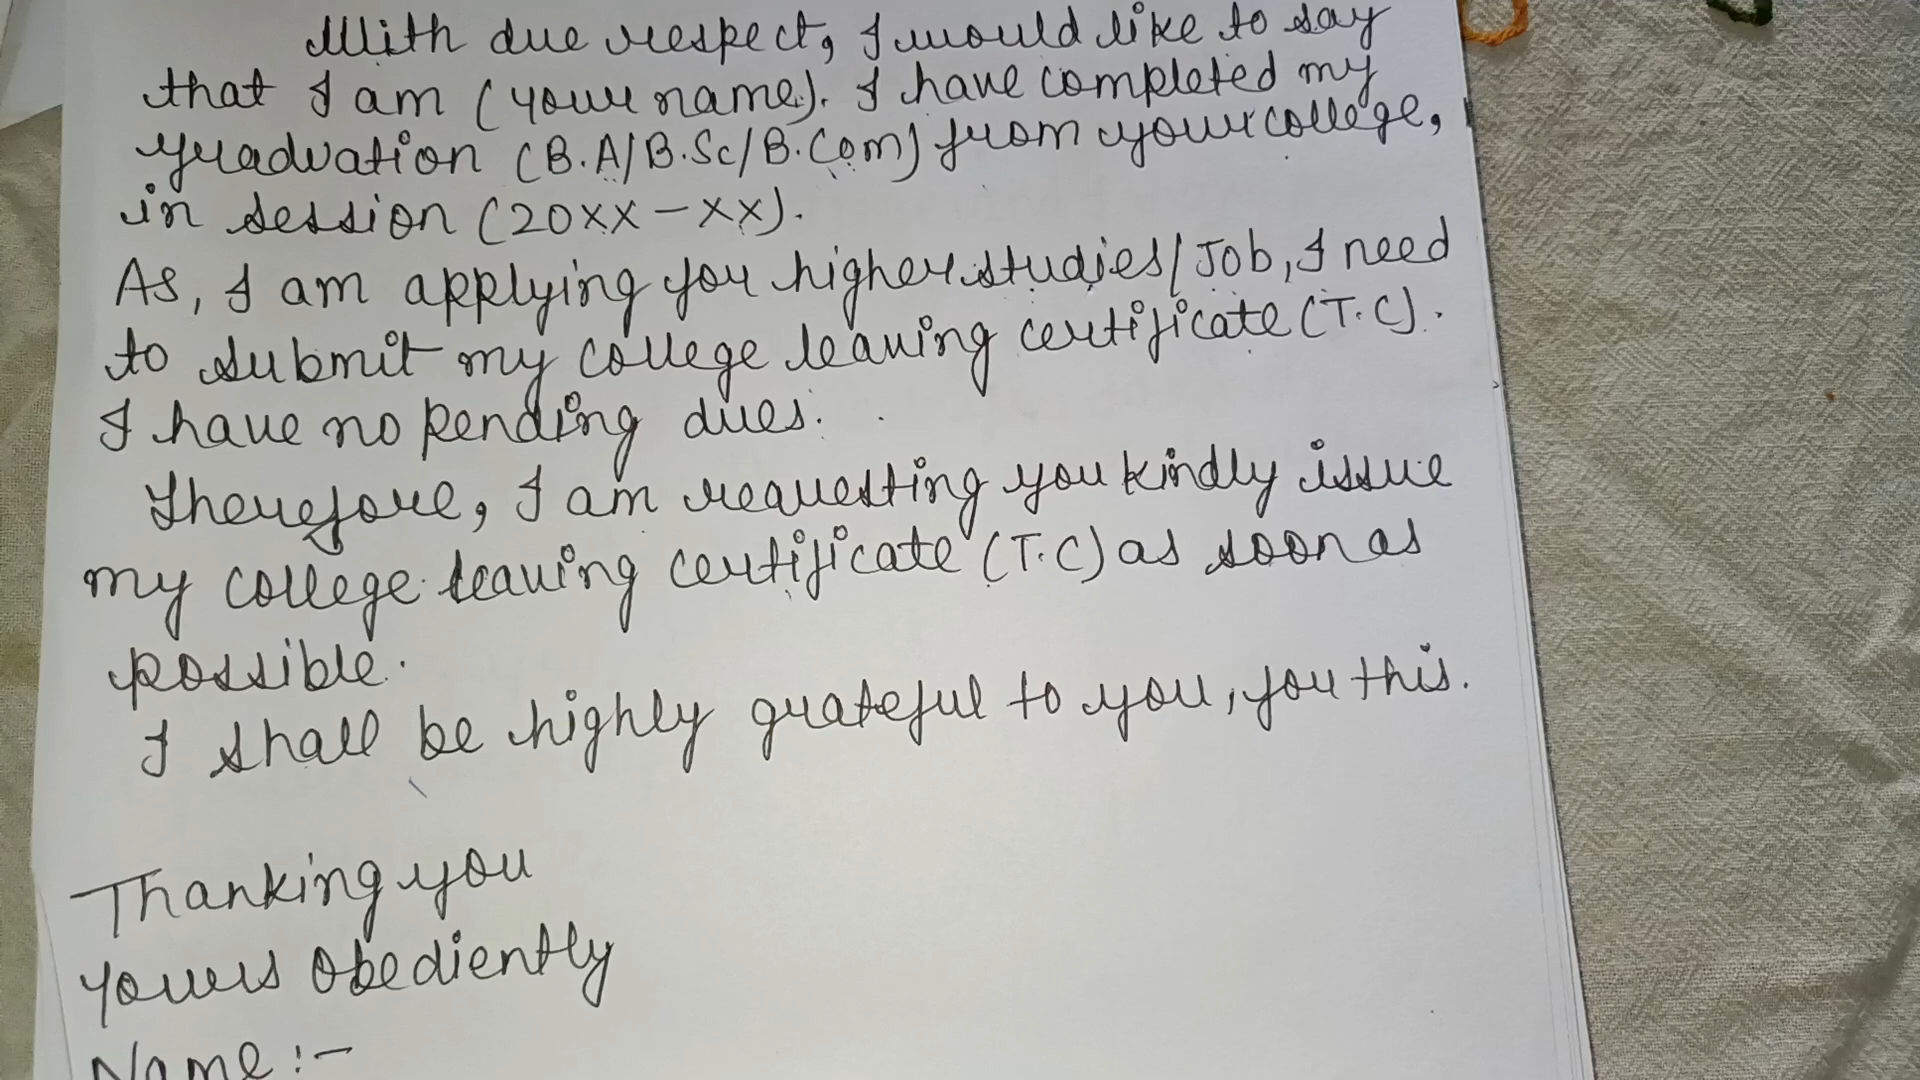 With due respect, I would like to say
that I am (your name). I have completed my
graduation (B.A/B.Sc/B.Com) from your college,
in session (20xx-xx).
As, I am applying for higher studies/Job, I need
to submit my college leaving certificate (T.C).
I have no pending dues.
Therefore, I am requesting you kindly issue
my college leaving certificate (T.C) as soon as
possible.
I shall be highly grateful to you, for this.
Thanking you
Yours Obediently
Name:-